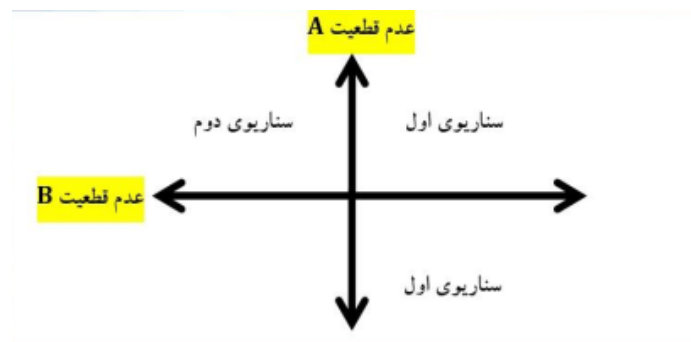 عدم قطعیت A
سناریوی اول
سناریوی دوم
عدم قطعیت B
سناریوی اول